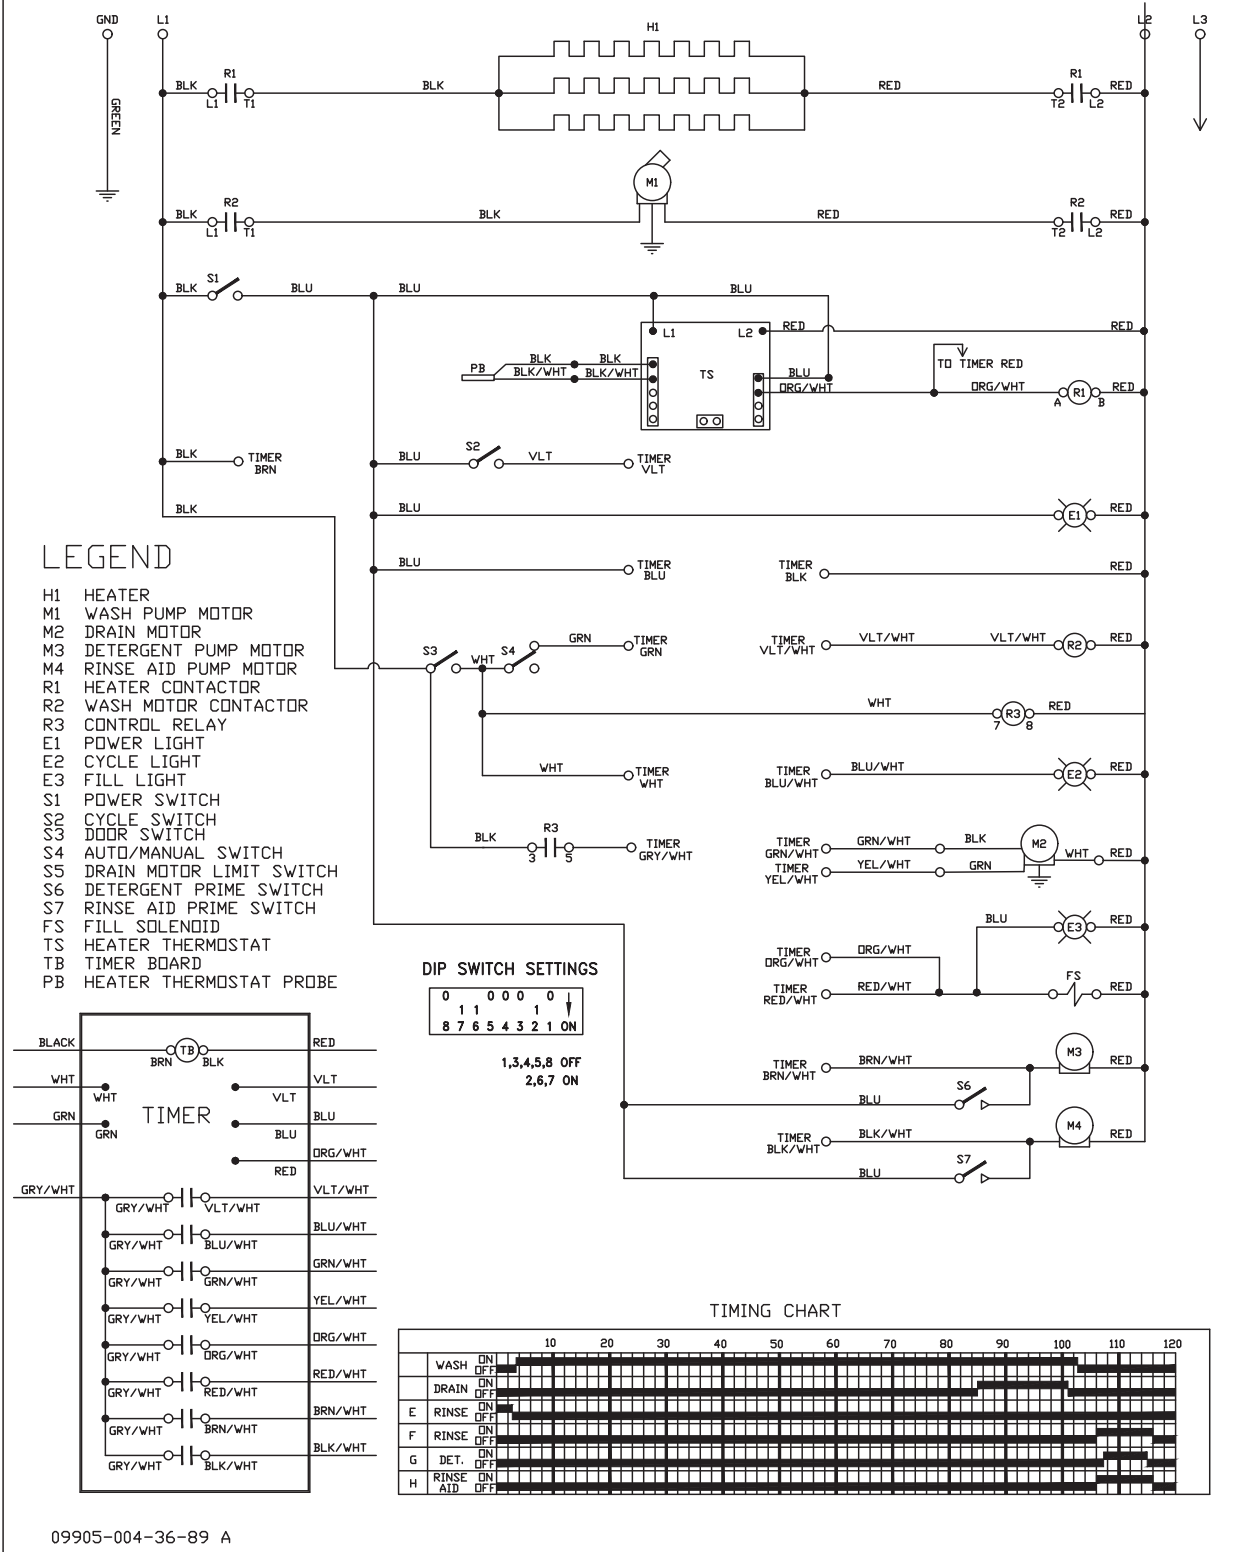 GND L1 H1 L2 L3
BLK R1 BLK RED R1 RED
L1 T1 T2 L2
GREEN
M1
BLK R2 BLK RED R2 RED
L1 T1 T2 L2
BLK S1 BLU BLU BLU
L1 L2 RED RED
PB BLK BLK
BLK/WHT BLK/WHT
TS
BLU
ORG/WHT
TO TIMER RED
ORG/WHT R1 RED
A B
BLK TIMER
BRN
BLU S2 VLT TIMER
VLT
BLK
BLU E1 RED
BLU TIMER
BLU
TIMER
BLK
RED
S3 WHT S4 GRN TIMER
GRN
TIMER
VLT/WHT
VLT/WHT VLT/WHT R2 RED
WHT R3 RED
7 8
WHT TIMER
WHT
TIMER
BLU/WHT
BLU/WHT E2 RED
BLK R3 TIMER
GRY/WHT
3 5
TIMER
GRN/WHT
GRN/WHT BLK M2
TIMER
YEL/WHT
YEL/WHT GRN WHT RED
BLU E3 RED
TIMER
ORG/WHT
ORG/WHT
TIMER
RED/WHT
RED/WHT FS RED
TIMER
BRN/WHT
BRN/WHT M3 RED
BLU S6
TIMER
BLK/WHT
BLK/WHT M4 RED
BLU S7
LEGEND
H1 HEATER
M1 WASH PUMP MOTOR
M2 DRAIN MOTOR
M3 DETERGENT PUMP MOTOR
M4 RINSE AID PUMP MOTOR
R1 HEATER CONTACTOR
R2 WASH MOTOR CONTACTOR
R3 CONTROL RELAY
E1 POWER LIGHT
E2 CYCLE LIGHT
E3 FILL LIGHT
S1 POWER SWITCH
S2 CYCLE SWITCH
S3 DOOR SWITCH
S4 AUTO/MANUAL SWITCH
S5 DRAIN MOTOR LIMIT SWITCH
S6 DETERGENT PRIME SWITCH
S7 RINSE AID PRIME SWITCH
FS FILL SOLENOID
TS HEATER THERMOSTAT
TB TIMER BOARD
PB HEATER THERMOSTAT PROBE
DIP SWITCH SETTINGS
0 0 0 0 0
1 1 1
8 7 6 5 4 3 2 1 ON
1,3,4,5,8 OFF
2,6,7 ON
BLACK TB RED
BRN BLK
WHT VLT
WHT VLT
GRN TIMER BLU
GRN BLU
ORG/WHT
RED
GRY/WHT VLT/WHT
GRY/WHT VLT/WHT
BLU/WHT
GRY/WHT BLU/WHT
GRN/WHT
GRY/WHT GRN/WHT
YEL/WHT
GRY/WHT YEL/WHT
ORG/WHT
GRY/WHT ORG/WHT
RED/WHT
GRY/WHT RED/WHT
BRN/WHT
GRY/WHT BRN/WHT
BLK/WHT
GRY/WHT BLK/WHT
TIMING CHART
10 20 30 40 50 60 70 80 90 100 110 120
WASH ON
OFF
DRAIN ON
OFF
E RINSE ON
OFF
F RINSE ON
OFF
G DET. ON
OFF
H RINSE AID ON
OFF
09905-004-36-89 A